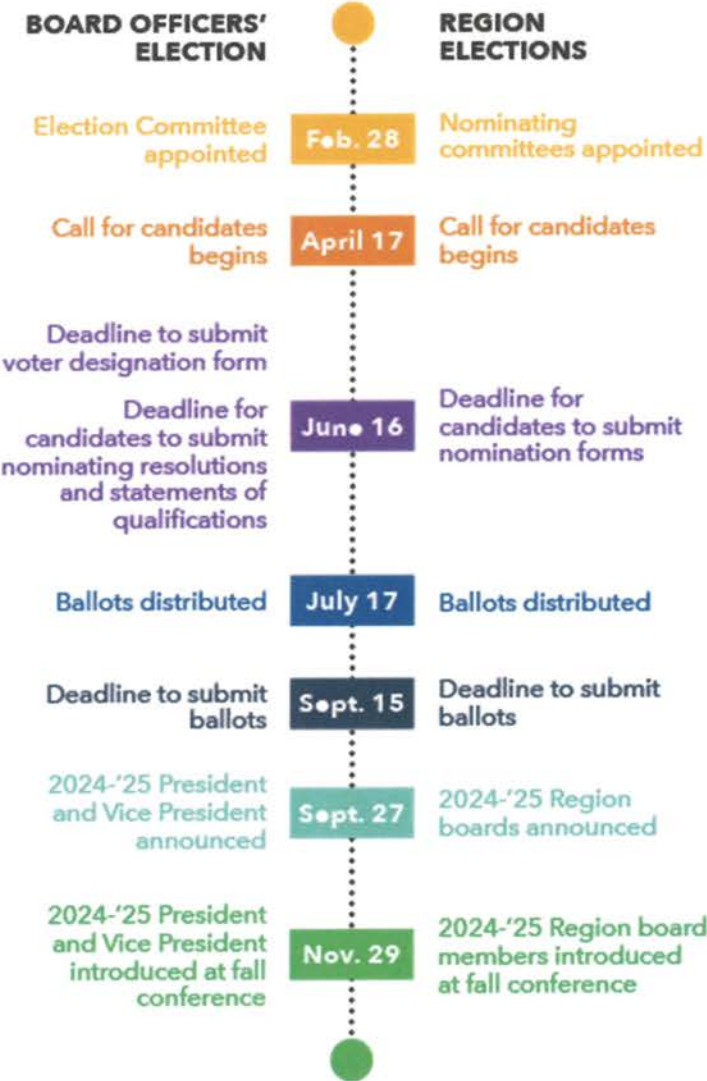 BOARD OFFICERS'
ELECTION
REGION
ELECTIONS
Election Committee
appointed
Feb. 28
Nominating
committees appointed
Call for candidates
begins
April 17
Call for candidates
begins
Deadline to submit
voter designation form
Deadline for
candidates to submit
nominating resolutions
and statements of
qualifications
June 16
Deadline for
candidates to submit
nomination forms
Ballots distributed
July 17
Ballots distributed
Deadline to submit
ballots
Sept. 15
Deadline to submit
ballots
2024-'25 President
and Vice President
announced
Sept. 27
2024-'25 Region
boards announced
2024-'25 President
and Vice President
introduced at fall
conference
Nov. 29
2024-'25 Region board
members introduced
at fall conference